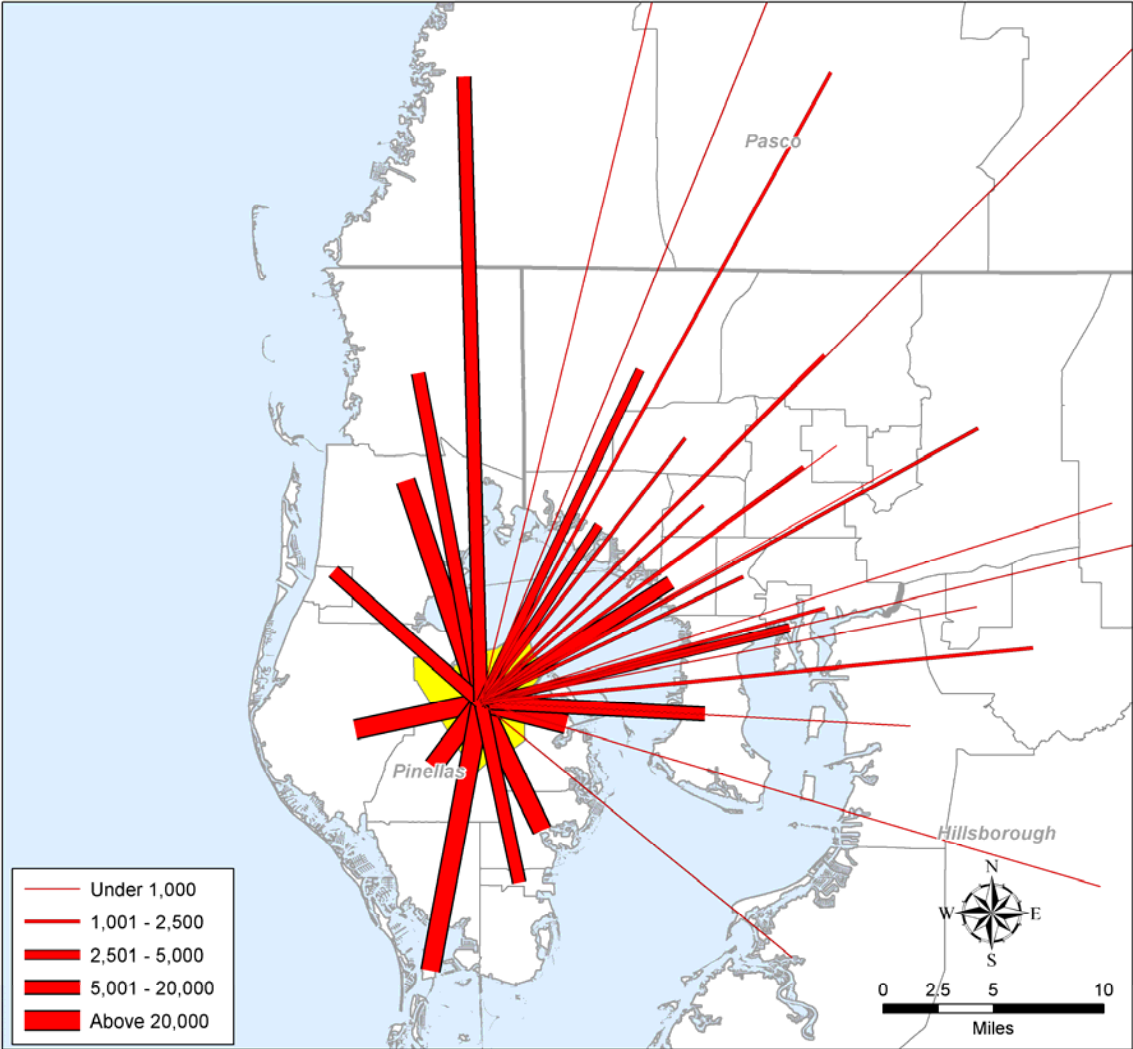 Pasco
Pinellas
Hillsborough
N
W
E
S
0
2.5
5
10
Miles
Under 1,000
1,001 - 2,500
2,501 - 5,000
5,001 - 20,000
Above 20,000